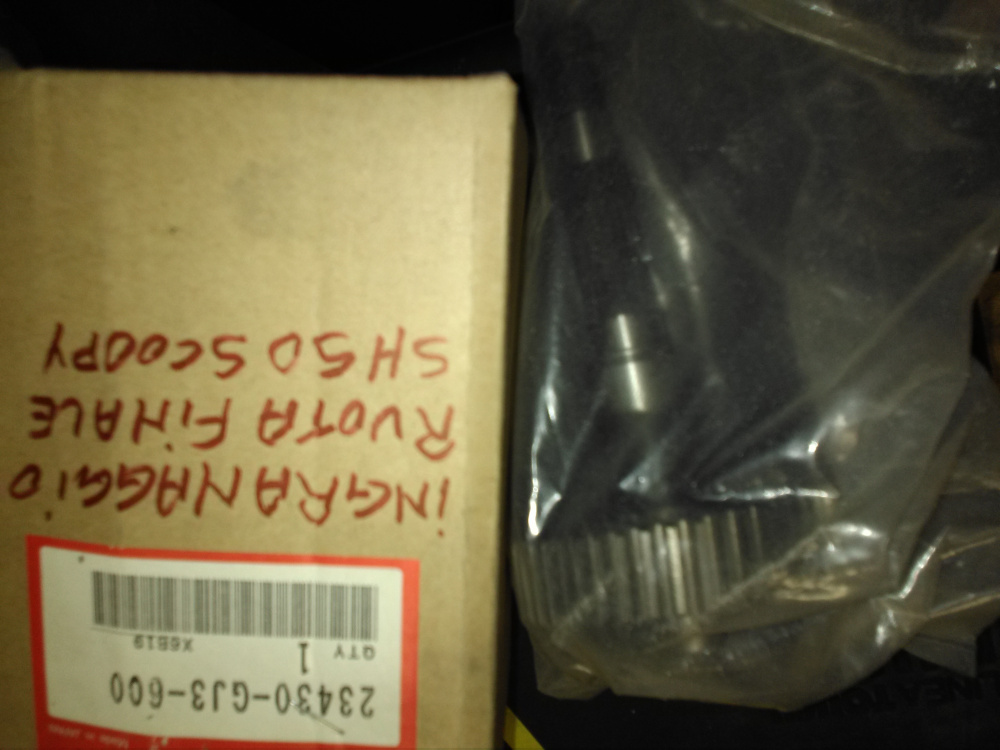 23430-GJ3-600
QTY 1 X6B19
iNGRANAGGiO
RUOTA FiNALE
SH50 SCOOPY